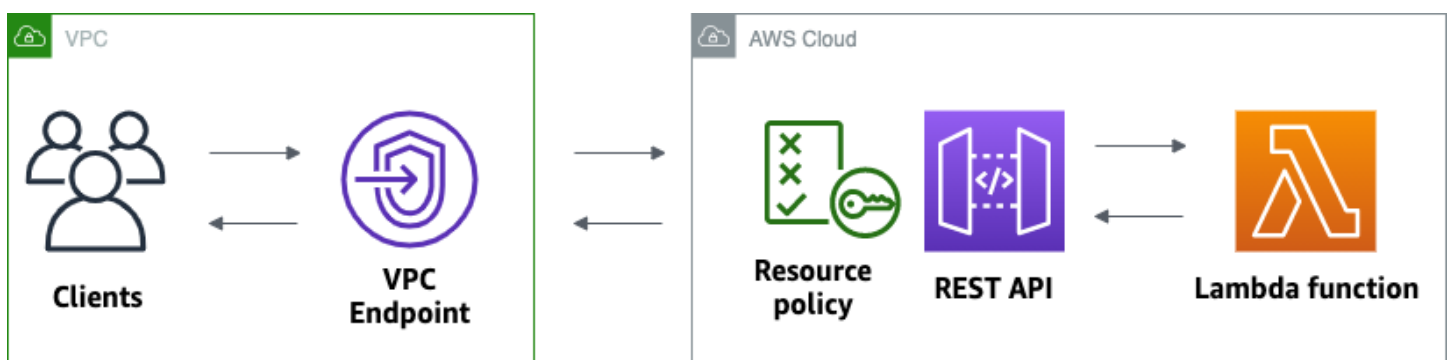 VPC
AWS Cloud
Clients
VPC
Endpoint
Resource
policy
</>
REST API
Lambda function